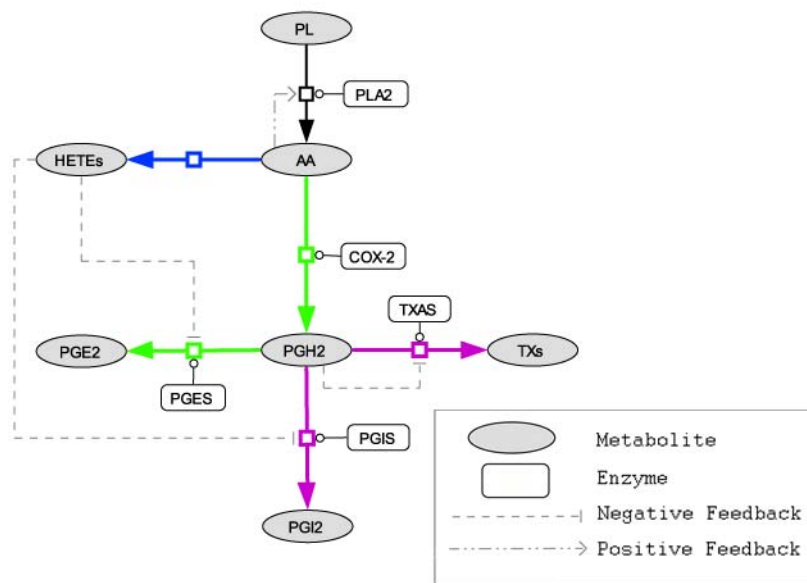 PL
PLA2
HETEs
AA
COX-2
TXAS
PGE2
PGH2
TXs
PGES
PGIS
PGI2
Metabolite
Enzyme
Negative Feedback
Positive Feedback